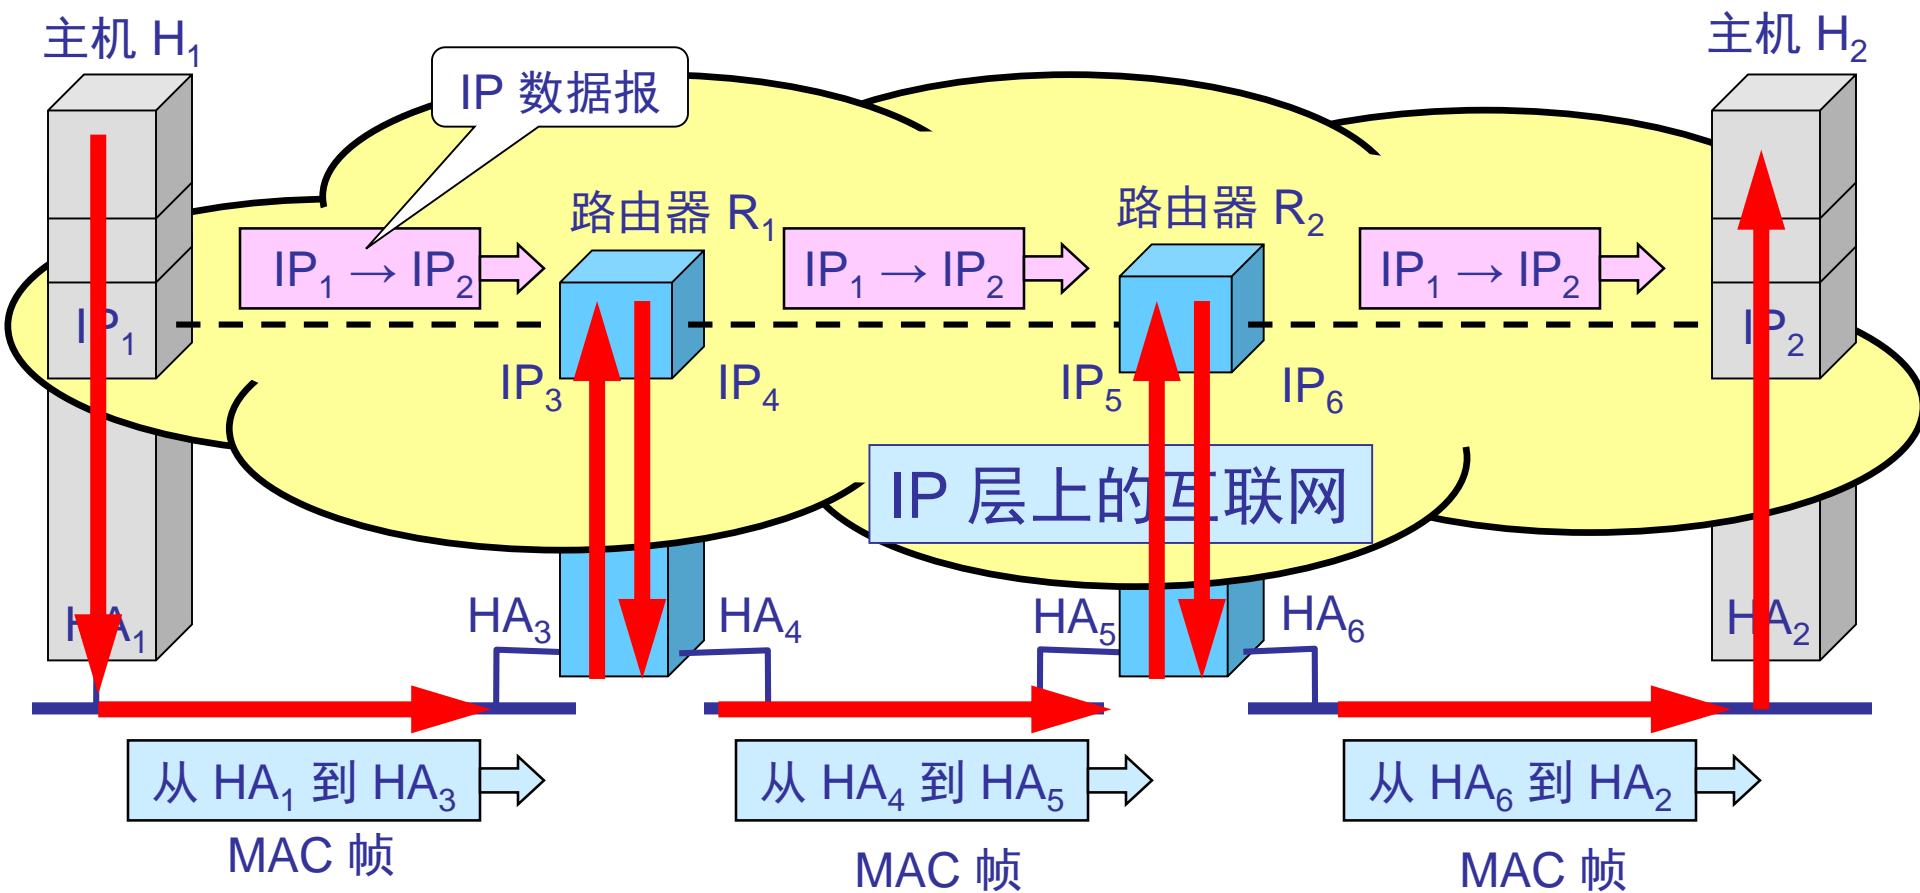 主机 H₁
主机 H₂
IP 数据报
路由器 R₁
路由器 R₂
IP₁ → IP₂
IP₁ → IP₂
IP₁ → IP₂
IP₁
IP₂
IP₃
IP₄
IP₅
IP₆
IP 层上的互联网
HA₁
HA₃
HA₄
HA₅
HA₆
HA₂
从 HA₁ 到 HA₃
从 HA₄ 到 HA₅
从 HA₆ 到 HA₂
MAC 帧
MAC 帧
MAC 帧